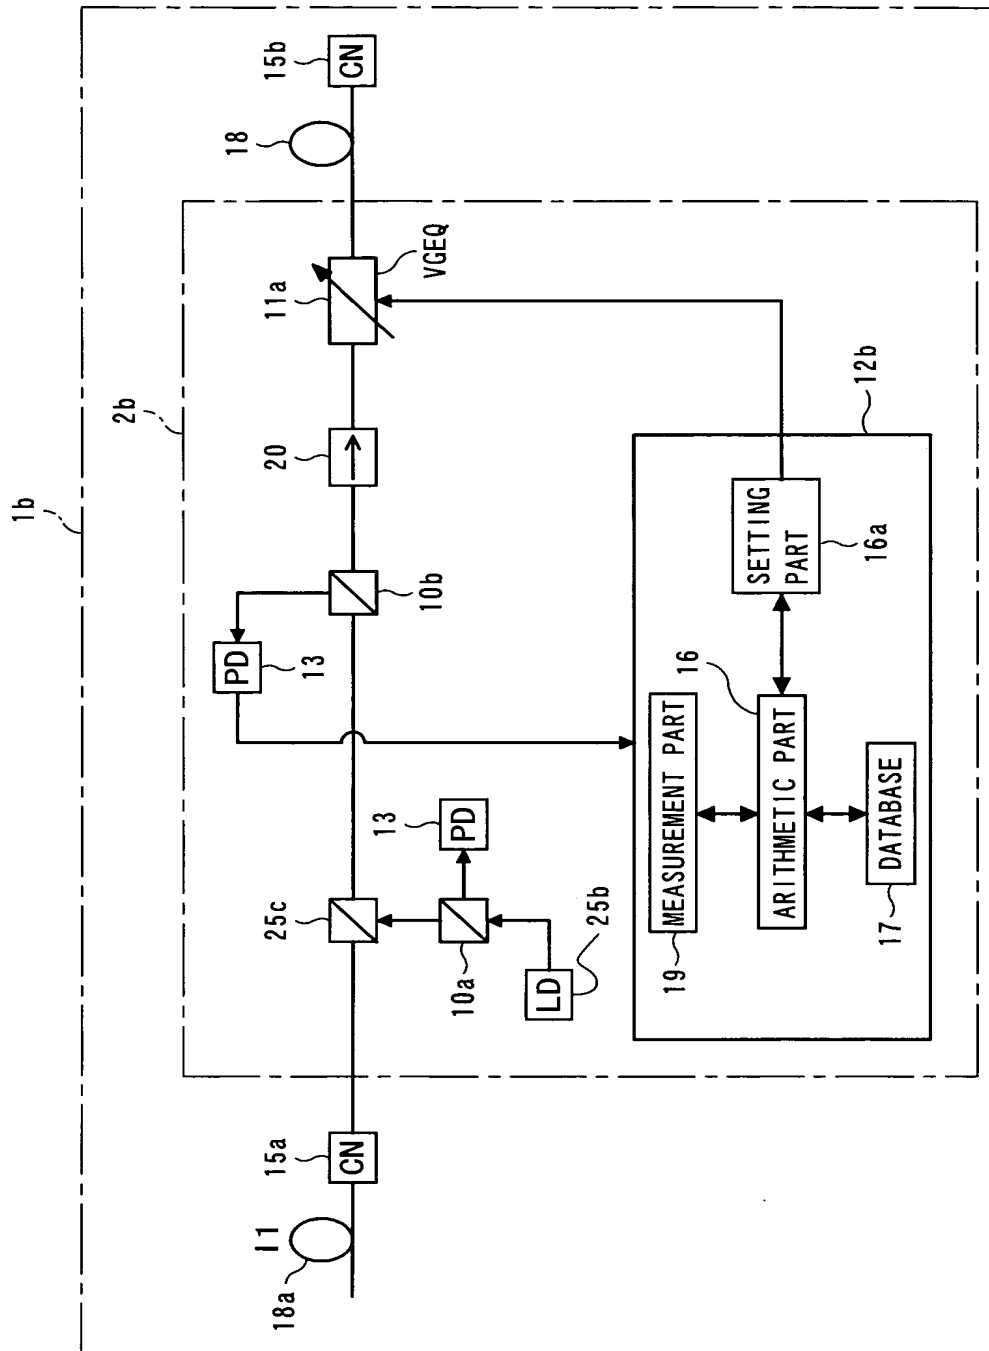 1b
2b
I1
18a
15a
CN
25c
10a
PD
13
LD
25b
PD
13
10b
20
11a
VGEQ
18
15b
CN
12b
MEASUREMENT PART
19
16
ARITHMETIC PART
DATABASE
17
SETTING
PART
16a